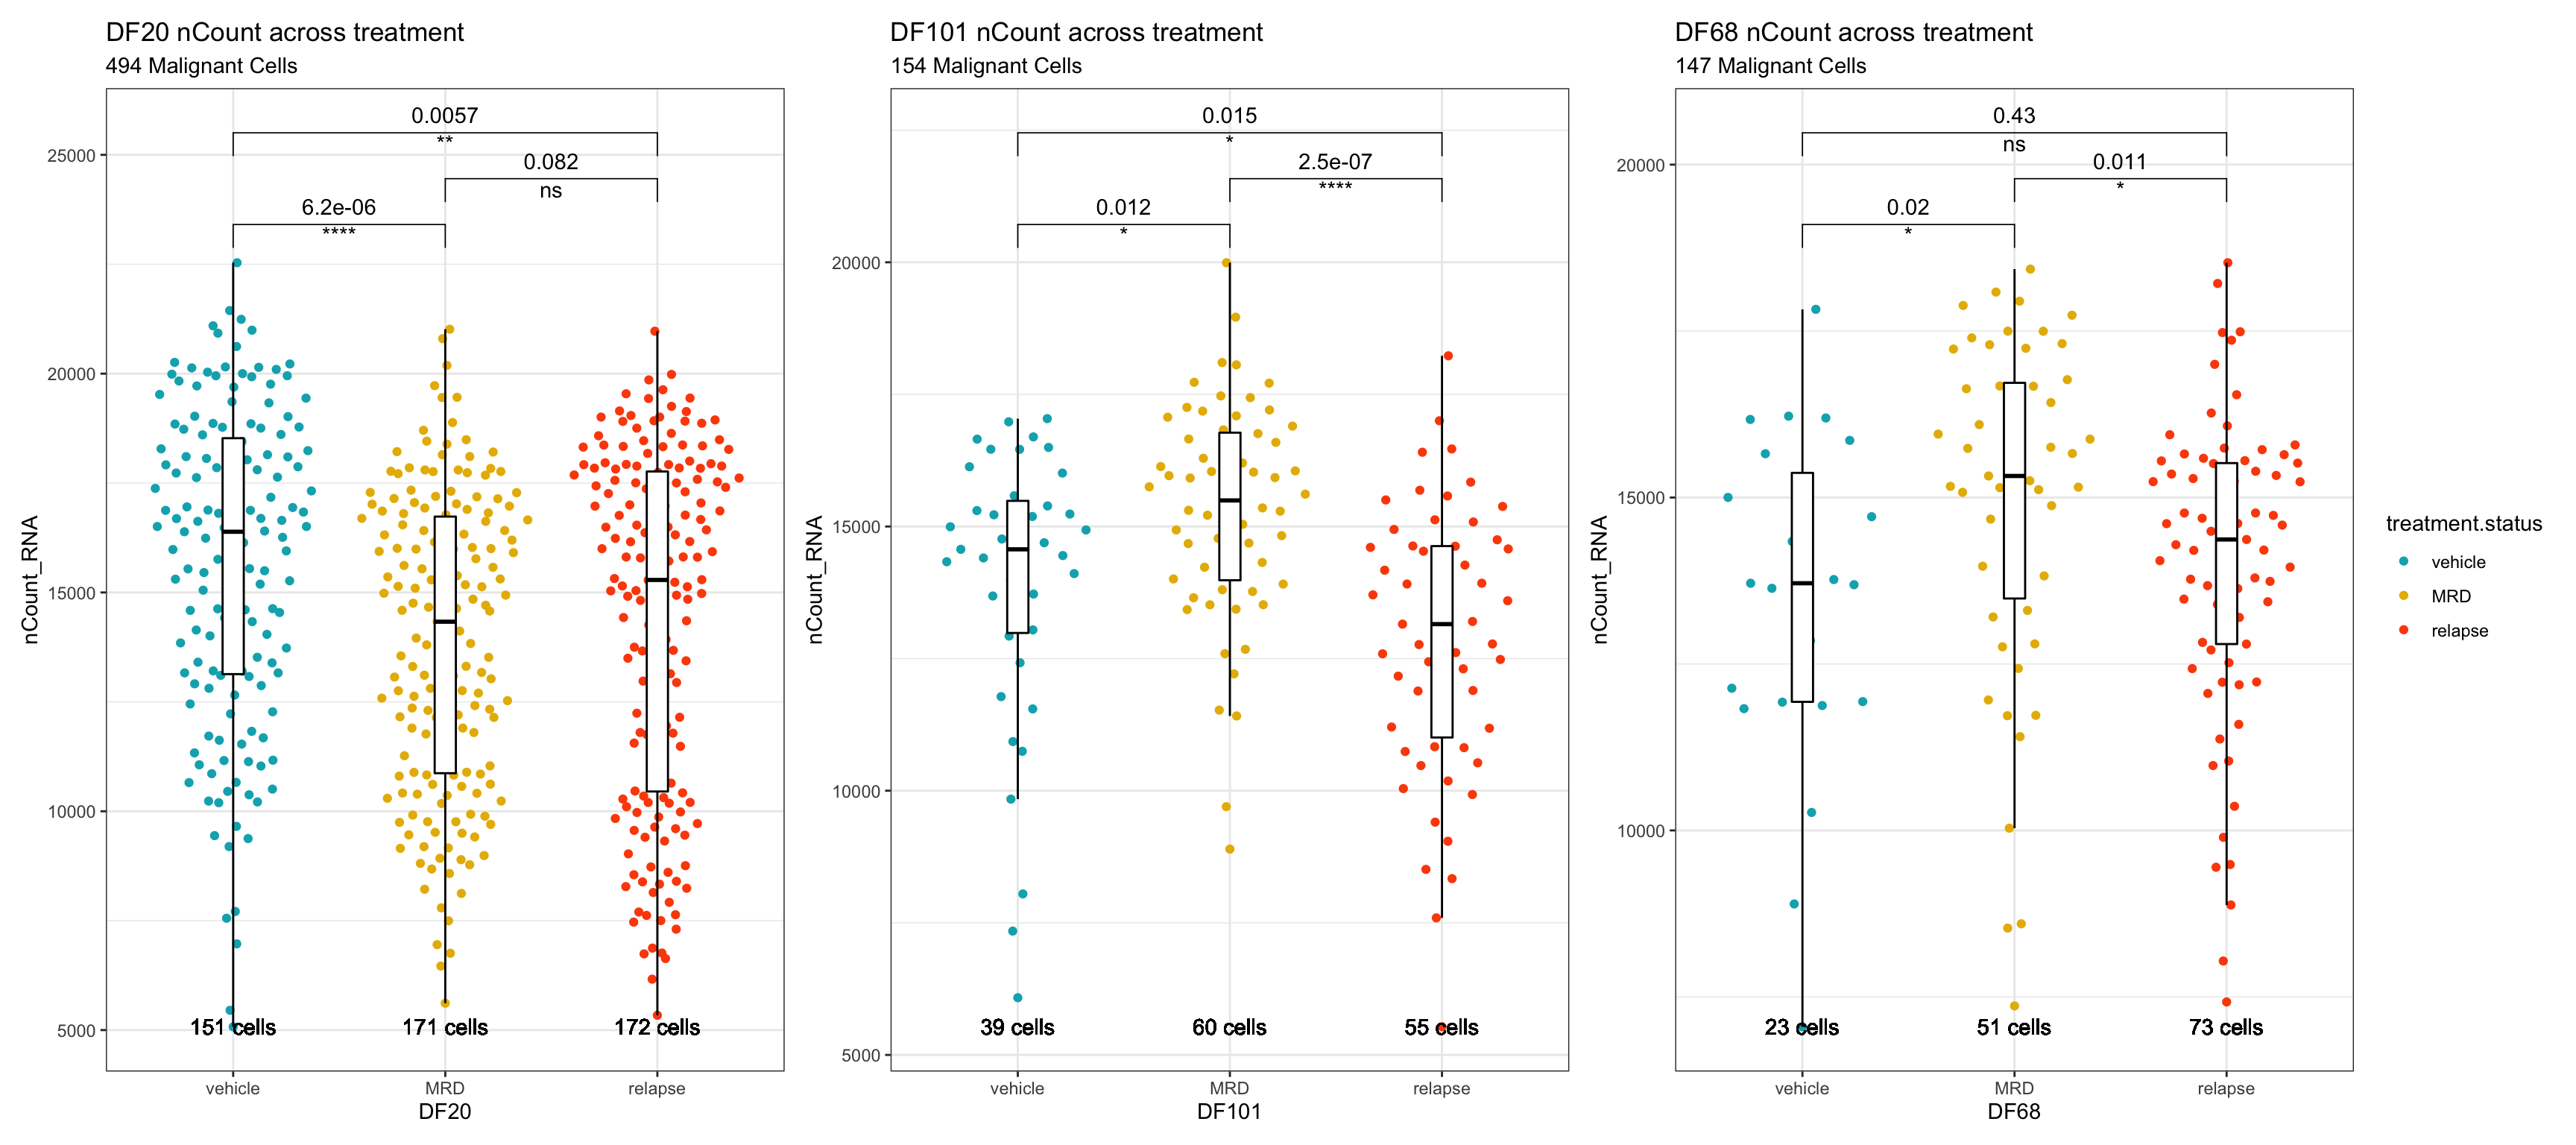 DF20 nCount across treatment
494 Malignant Cells
nCount_RNA
25000
20000
15000
10000
5000
0.0057
**
0.082
ns
6.2e-06
****
151 cells
171 cells
172 cells
vehicle
MRD
relapse
DF20
DF101 nCount across treatment
154 Malignant Cells
nCount_RNA
20000
15000
10000
5000
0.015
*
2.5e-07
****
0.012
*
39 cells
60 cells
55 cells
vehicle
MRD
relapse
DF101
DF68 nCount across treatment
147 Malignant Cells
nCount_RNA
20000
15000
10000
0.43
ns
0.011
*
0.02
*
23 cells
51 cells
73 cells
vehicle
MRD
relapse
DF68
treatment.status
vehicle
MRD
relapse